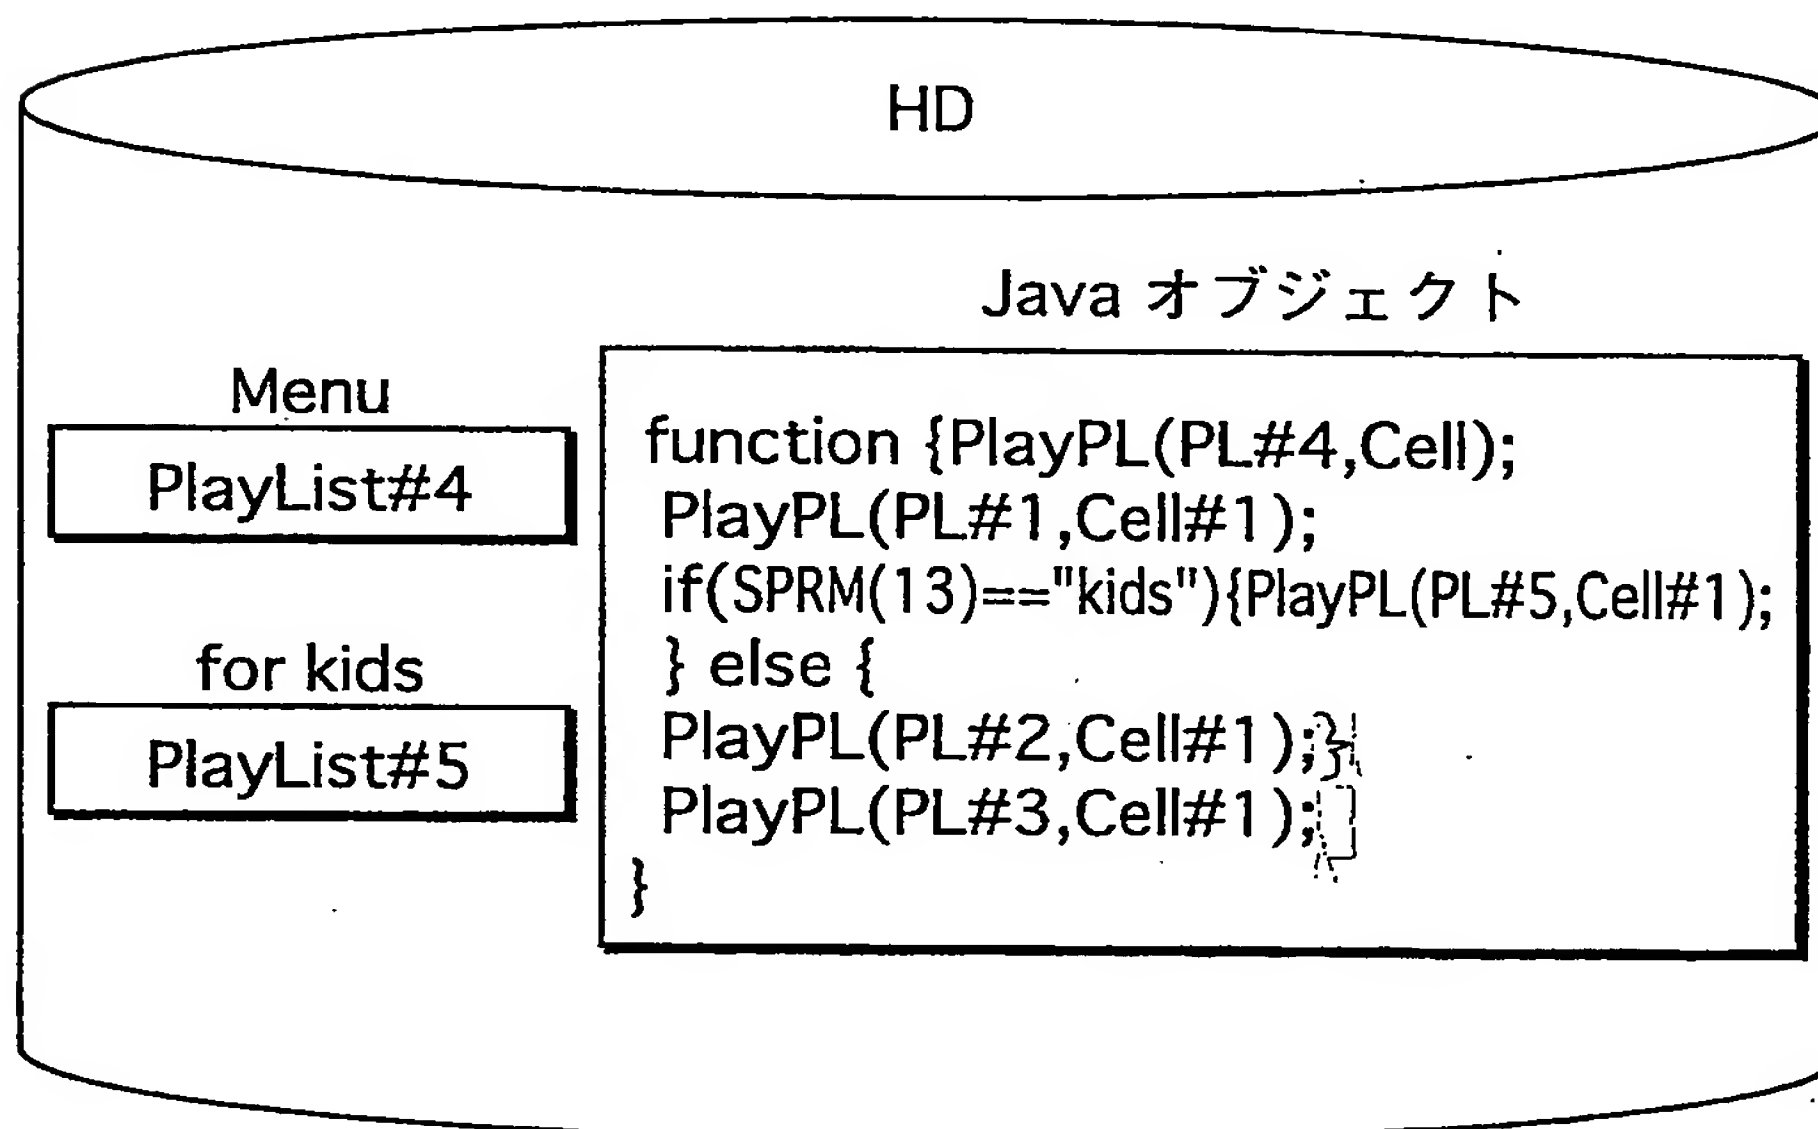 HD
Java オブジェクト
Menu
PlayList#4
for kids
PlayList#5
function {PlayPL(PL#4,Cell);
PlayPL(PL#1,Cell#1);
if(SPRM(13)=="kids"){PlayPL(PL#5,Cell#1);
} else {
PlayPL(PL#2,Cell#1);}
PlayPL(PL#3,Cell#1);
}